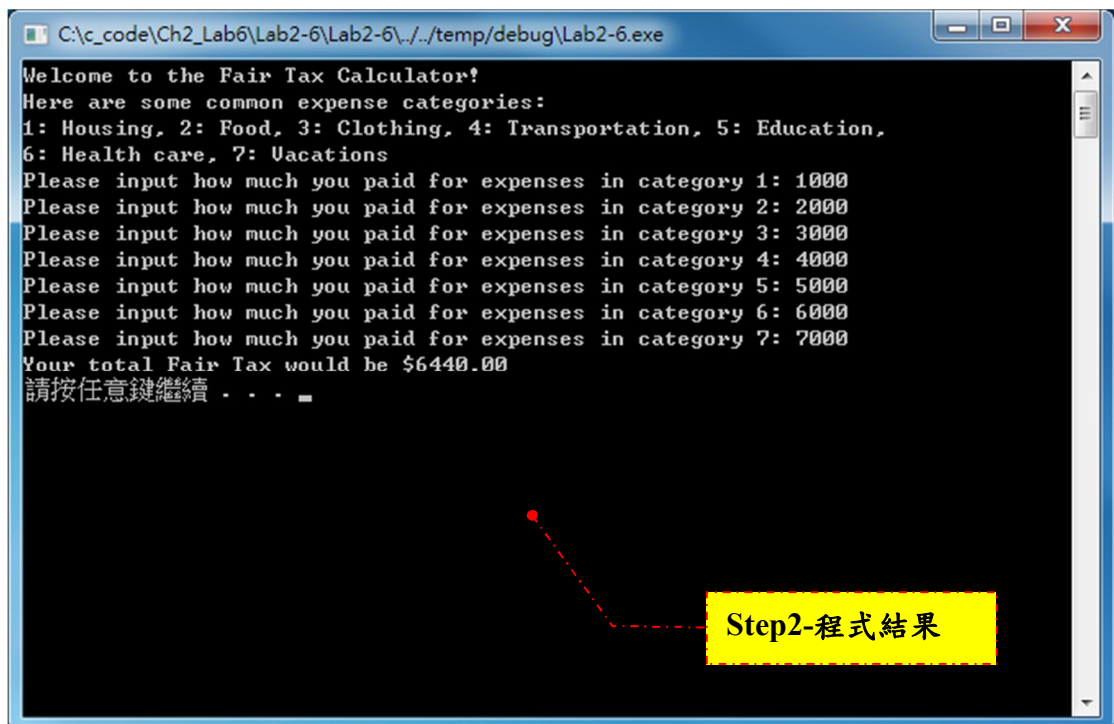 C:\c_code\Ch2_Lab6\Lab2-6\Lab2-6\../../temp/debug\Lab2-6.exe
Welcome to the Fair Tax Calculator!
Here are some common expense categories:
1: Housing, 2: Food, 3: Clothing, 4: Transportation, 5: Education,
6: Health care, 7: Vacations
Please input how much you paid for expenses in category 1: 1000
Please input how much you paid for expenses in category 2: 2000
Please input how much you paid for expenses in category 3: 3000
Please input how much you paid for expenses in category 4: 4000
Please input how much you paid for expenses in category 5: 5000
Please input how much you paid for expenses in category 6: 6000
Please input how much you paid for expenses in category 7: 7000
Your total Fair Tax would be $6440.00
請按任意鍵繼續 . . . _
Step2-程式結果